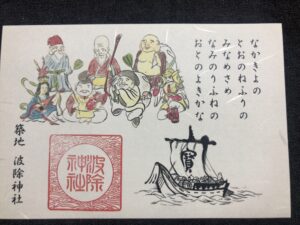 なかきよの
とおのねふりの
みなめさめ
なみのりふねの
おとのよきかな
波除
神社
築地 波除神社